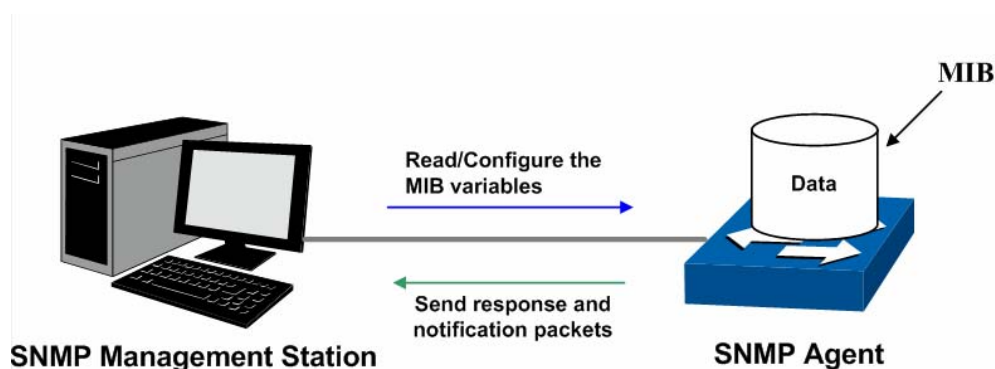 MIB
Read/Configure the
MIB variables
Data
Send response and
notification packets
SNMP Management Station
SNMP Agent